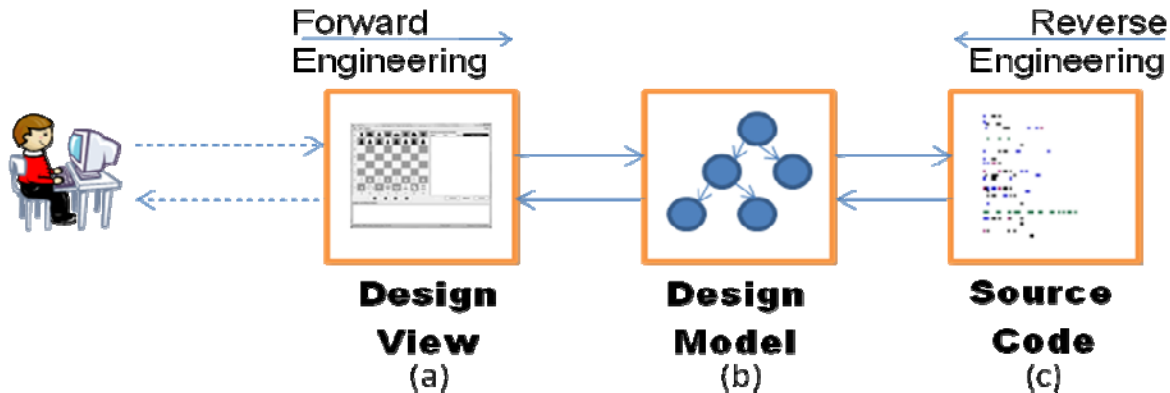 Forward
Engineering
Reverse
Engineering
Design
View
(a)
Design
Model
(b)
Source
Code
(c)